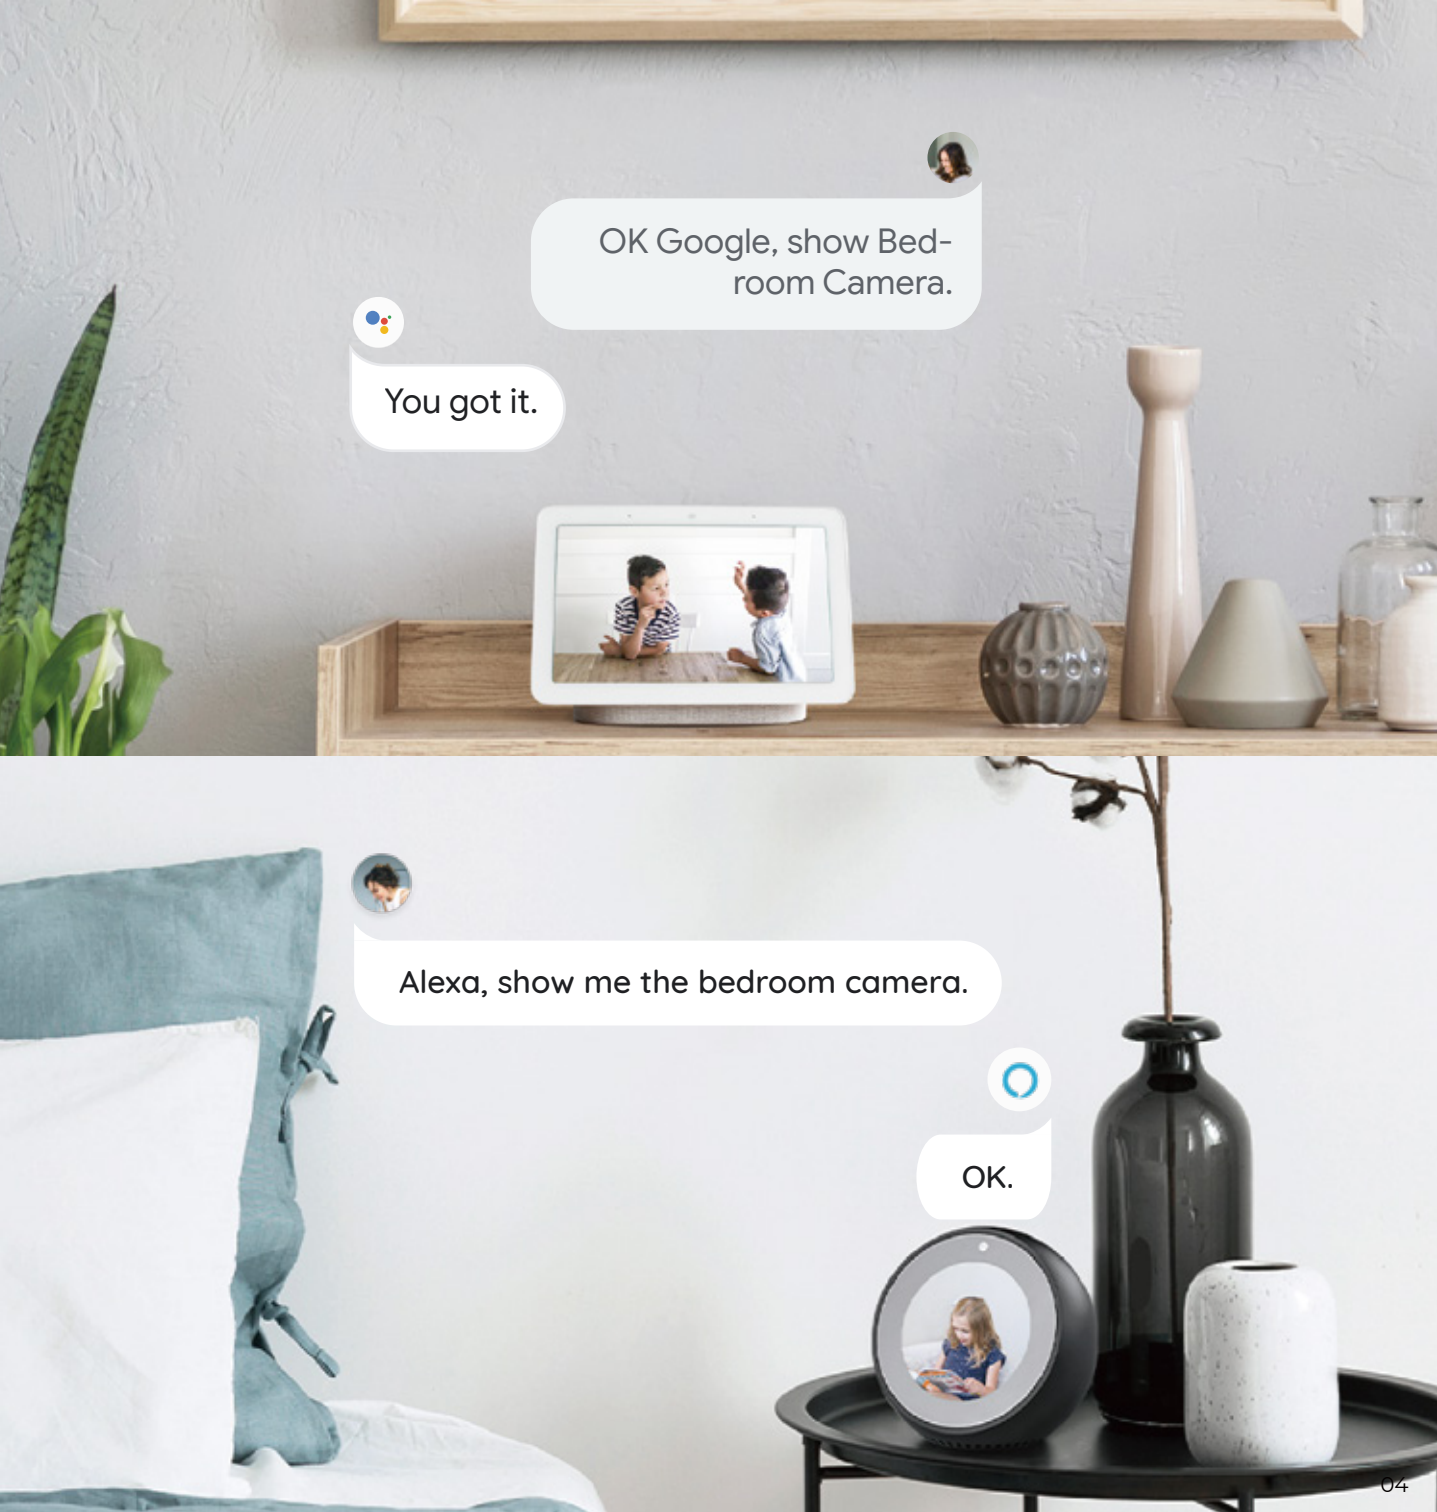 OK Google, show Bed-
room Camera.
You got it.
Alexa, show me the bedroom camera.
OK.
04